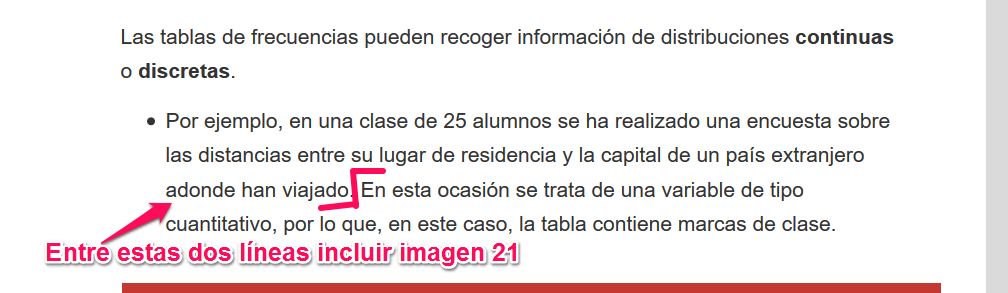 Las tablas de frecuencias pueden recoger información de distribuciones continuas
o discretas.
• Por ejemplo, en una clase de 25 alumnos se ha realizado una encuesta sobre
las distancias entre su lugar de residencia y la capital de un país extranjero
adonde han viajado. En esta ocasión se trata de una variable de tipo
cuantitativo, por lo que, en este caso, la tabla contiene marcas de clase.
Entre estas dos líneas incluir imagen 21